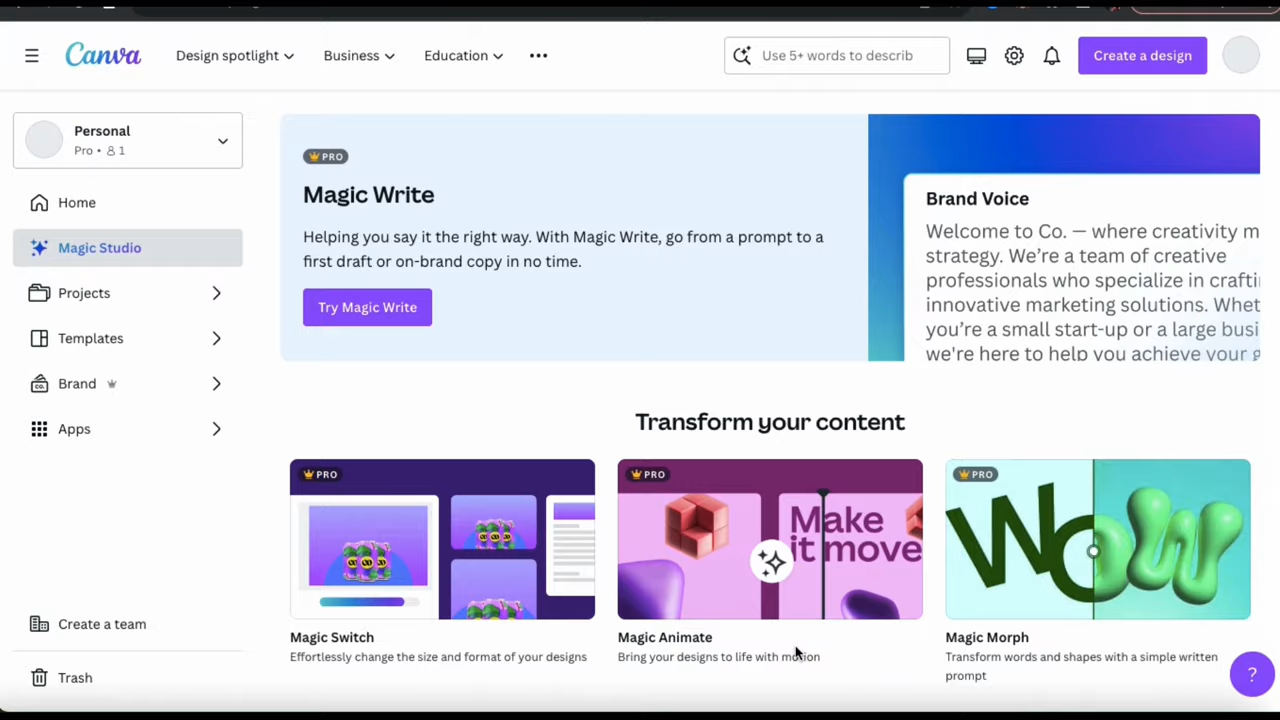 Canva
Design spotlight
Business
Education
Use 5+ words to describ
Create a design
Personal
Pro • 1
Home
Magic Studio
Projects
Templates
Brand
Apps
Create a team
Trash
PRO
Magic Write
Helping you say it the right way. With Magic Write, go from a prompt to a
first draft or on-brand copy in no time.
Try Magic Write
Brand Voice
Welcome to Co. — where creativity m
strategy. We're a team of creative
professionals who specialize in crafti
innovative marketing solutions. Whet
you're a small start-up or a large busi
we're here to help you achieve your g
Transform your content
PRO
Magic Switch
Effortlessly change the size and format of your designs
PRO
Make
it move
Magic Animate
Bring your designs to life with motion
PRO
WOW
Magic Morph
Transform words and shapes with a simple written
prompt
?